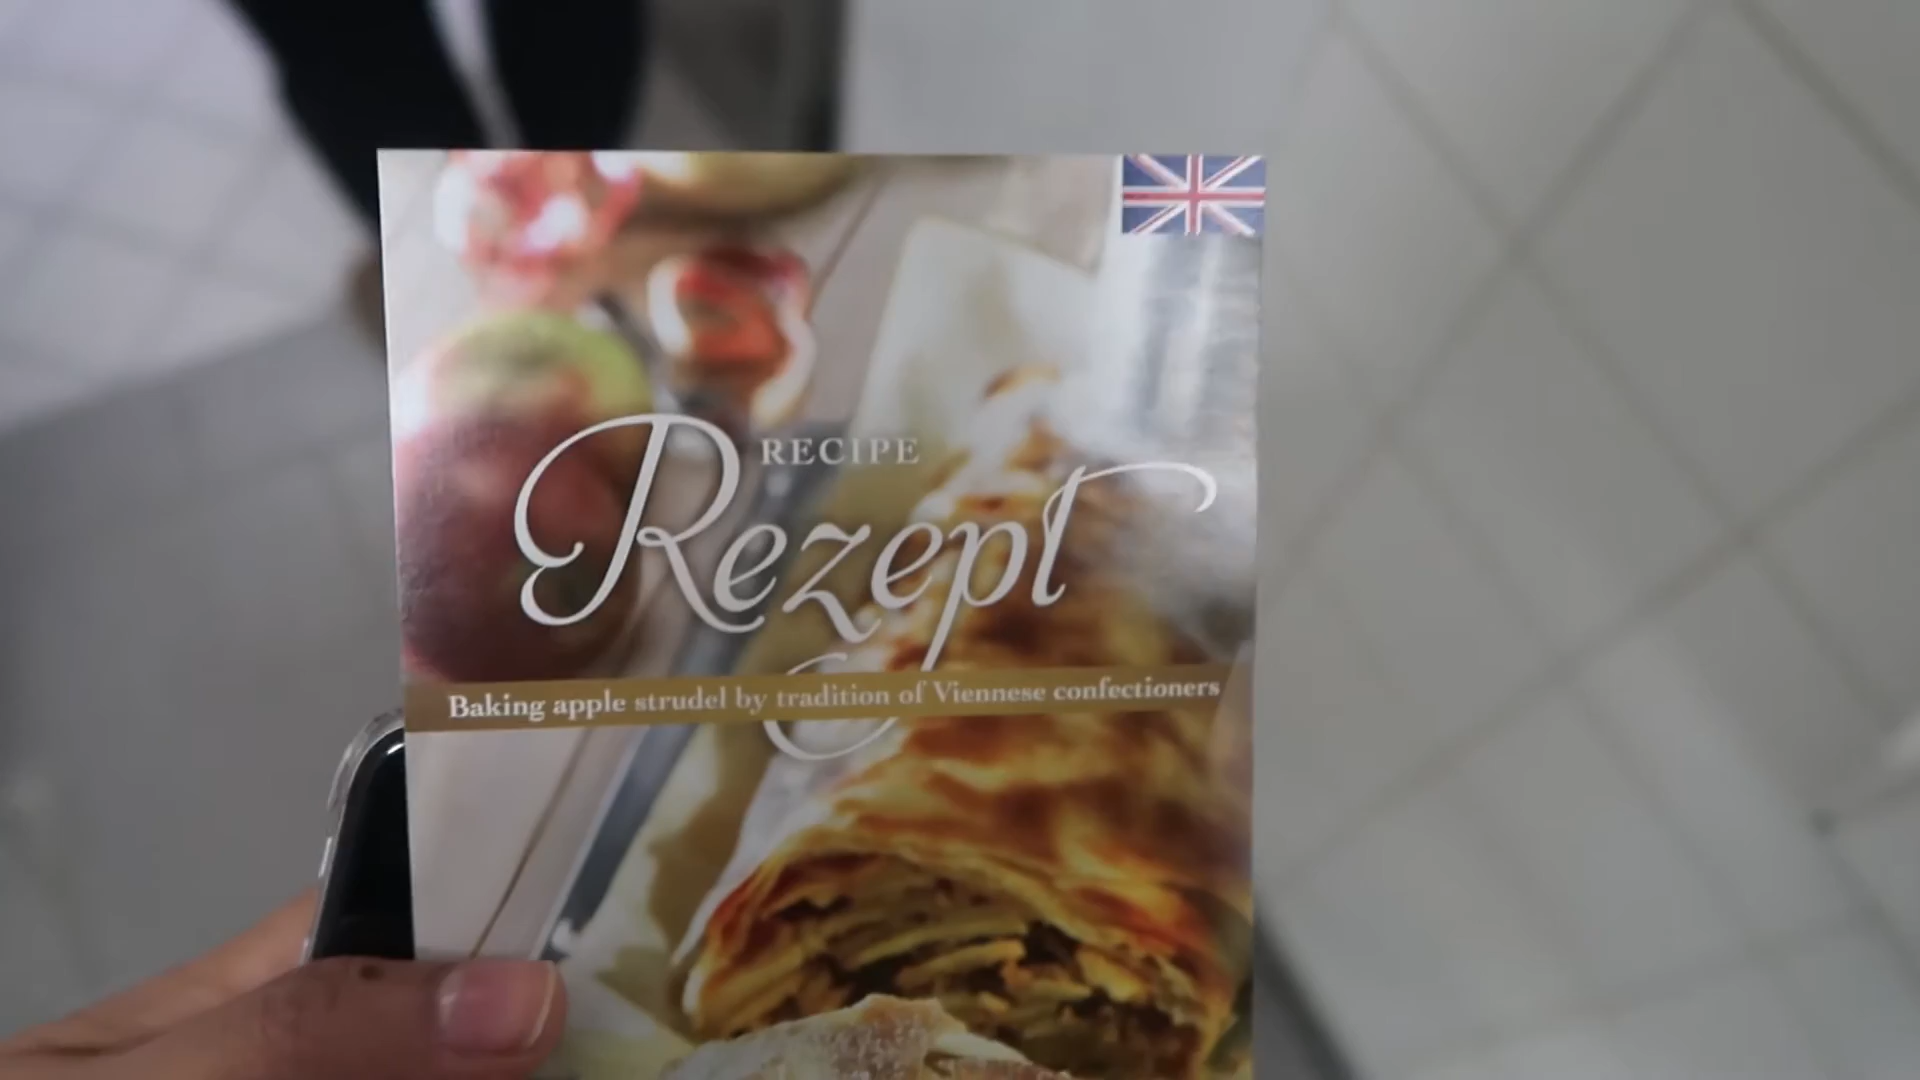 RECIPE
Rezept
Baking apple strudel by tradition of Viennese confectioners